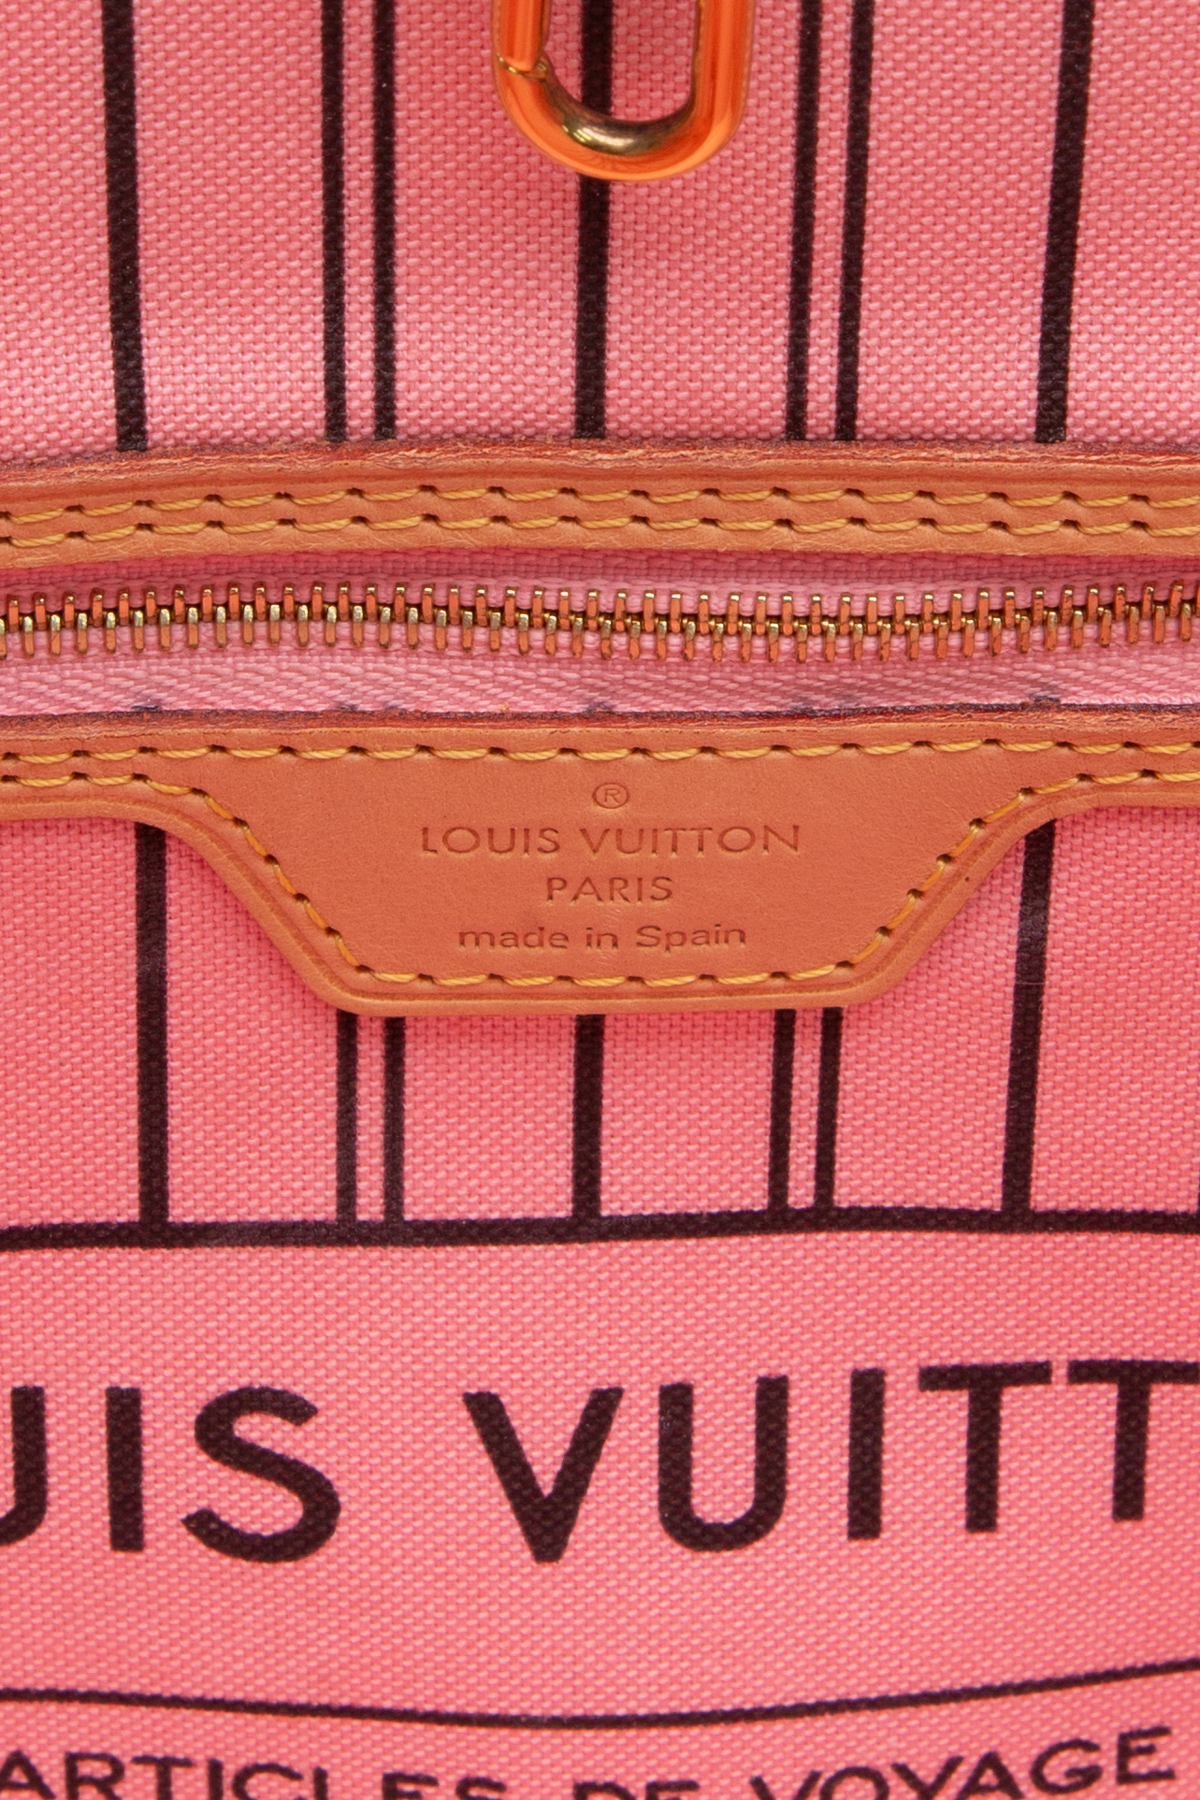 ®
LOUIS VUITTON
PARIS
made in Spain
UIS VUITT
ARTICLES DE VOYAGE